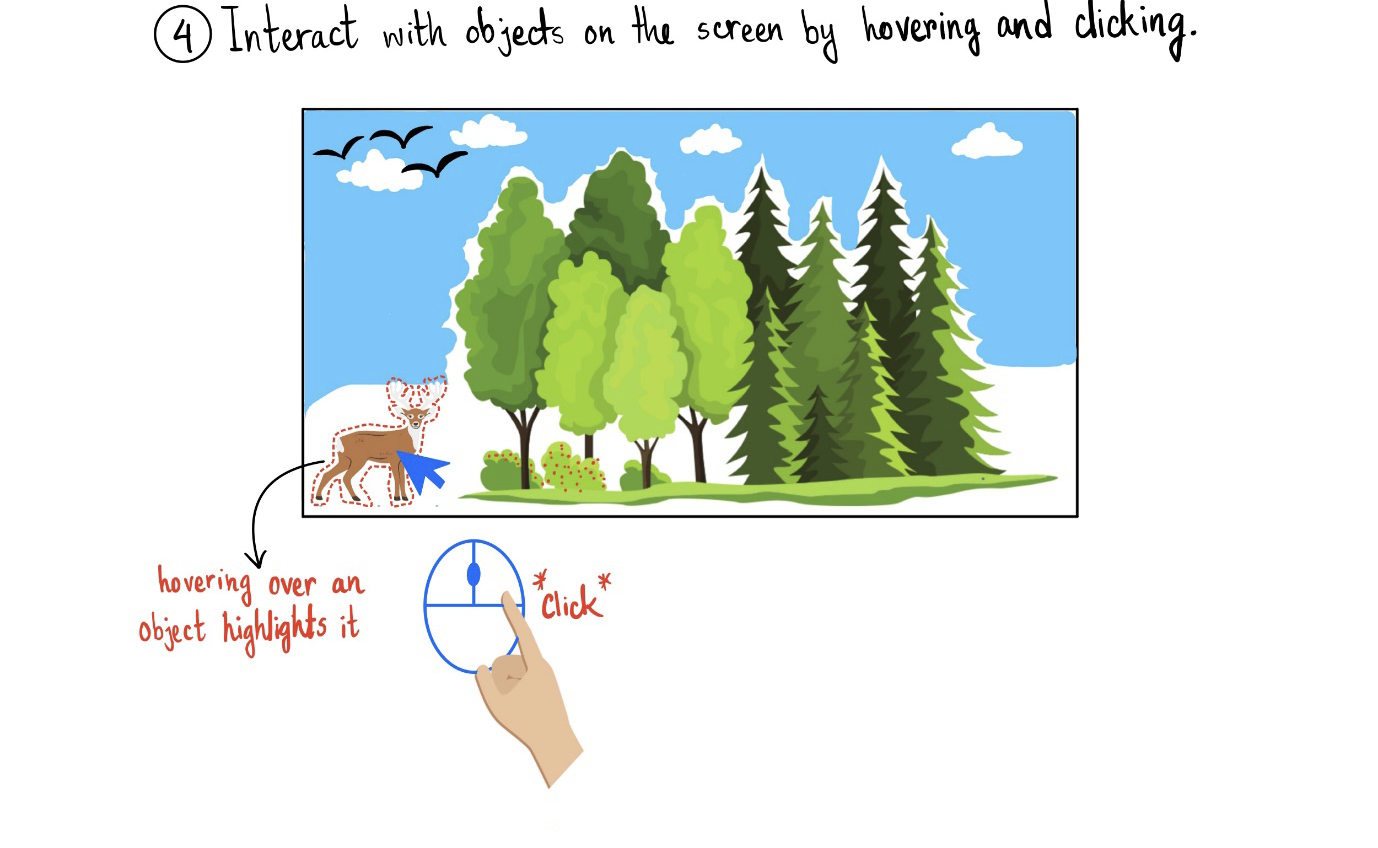 ④ Interact with objects on the screen by hovering and clicking.
hovering over an
object highlights it
*click*